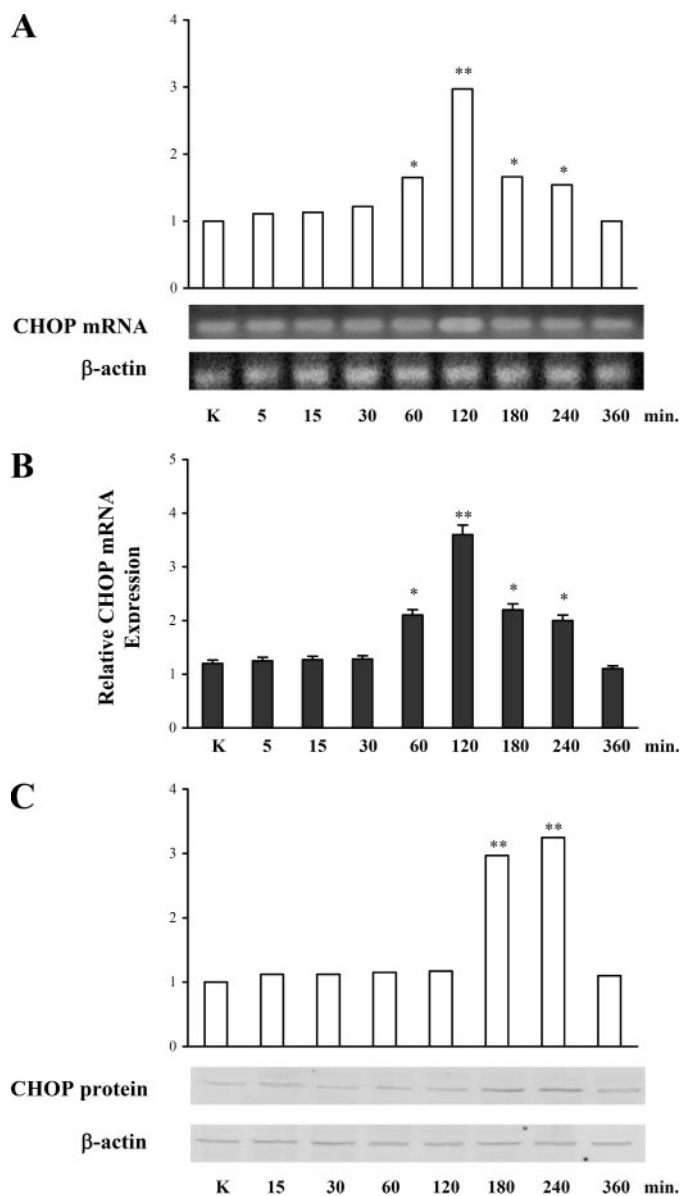 A
4
3
2
1
0
*
**
*
*
CHOP mRNA
β-actin
K 5 15 30 60 120 180 240 360 min.
B
Relative CHOP mRNA
Expression
5
4
3
2
1
0
*
**
*
*
K 5 15 30 60 120 180 240 360 min.
C
4
3
2
1
0
**
**
CHOP protein
β-actin
K 15 30 60 120 180 240 360 min.